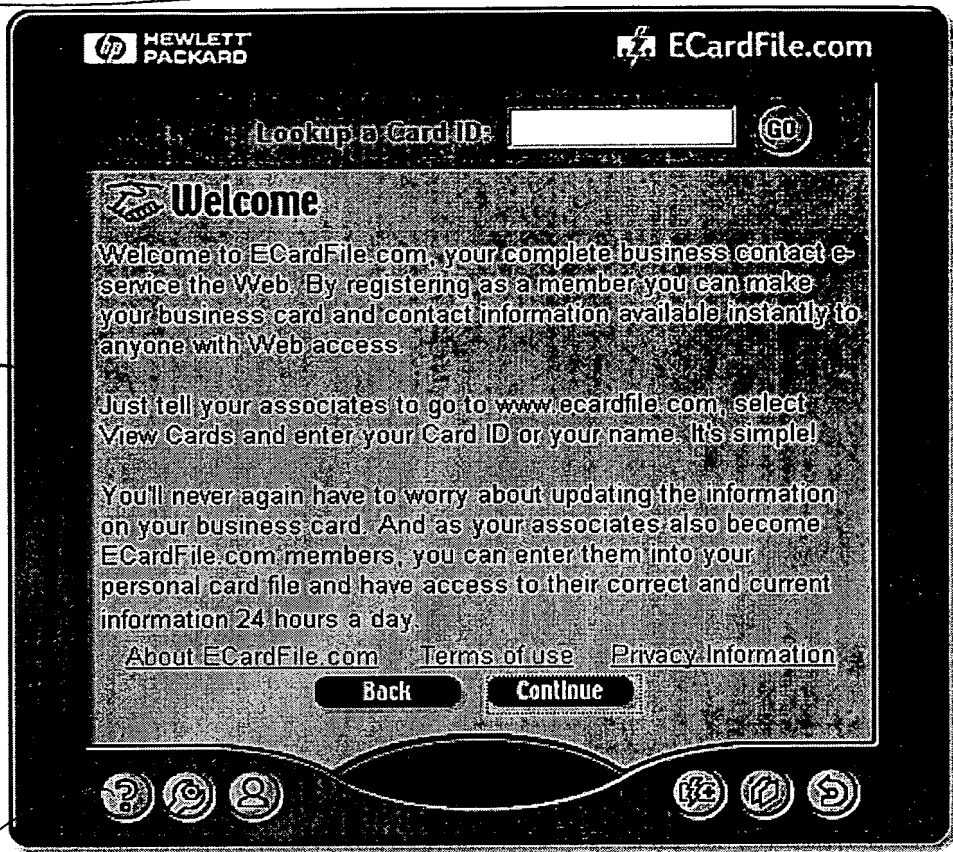 hp HEWLETT
PACKARD
ECardFile.com
Lookup a Card ID:
GO
Welcome
Welcome to ECardFile.com, your complete business contact e-
service the Web. By registering as a member you can make
your business card and contact information available instantly to
anyone with Web access.
Just tell your associates to go to www.ecardfile.com, select
View Cards and enter your Card ID or your name. It's simple!
You'll never again have to worry about updating the information
on your business card. And as your associates also become
ECardFile.com members, you can enter them into your
personal card file and have access to their correct and current
information 24 hours a day.
About ECardFile.com Terms of use Privacy Information
Back Continue
?